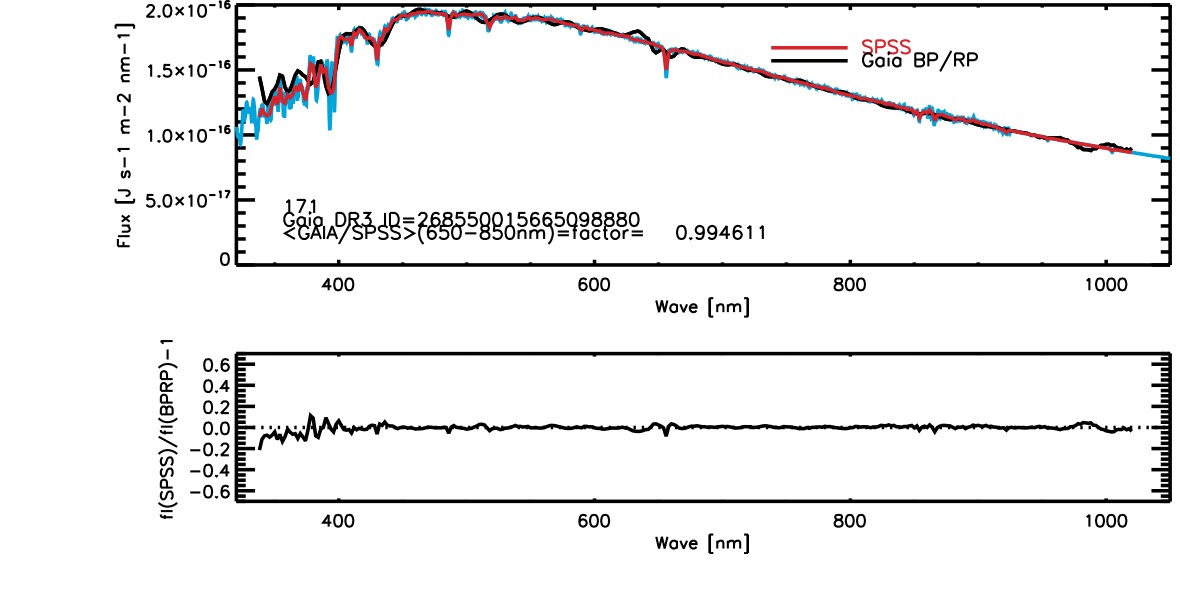 2.0×10−16
1.5×10−16
1.0×10−16
5.0×10−17
0
Flux [J s−1 m−2 nm−1]
SPSS
Gaia BP/RP
171
Gaia DR3 ID=268550015665098880
<GAIA/SPSS>(650−850nm)=factor= 0.994611
400 600 800 1000
Wave [nm]
0.6
0.4
0.2
0.0
−0.2
−0.4
−0.6
fl(SPSS)/fl(BPRP)−1
400 600 800 1000
Wave [nm]